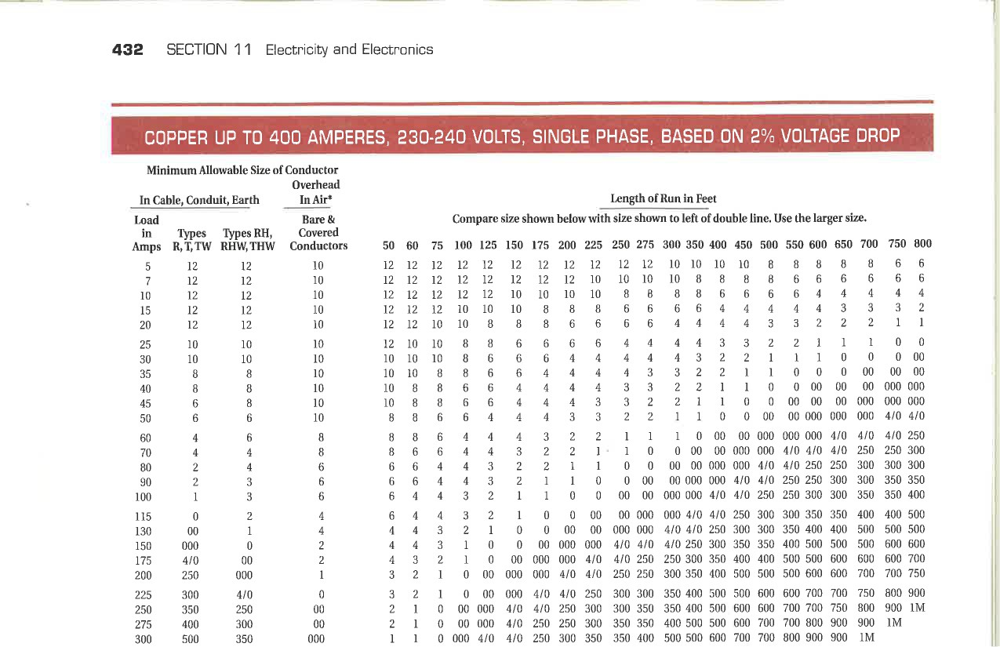 432 SECTION 11 Electricity and Electronics
COPPER UP TO 400 AMPERES, 230-240 VOLTS, SINGLE PHASE, BASED ON 2% VOLTAGE DROP
Minimum Allowable Size of Conductor
Overhead
In Cable, Conduit, Earth In Air* Length of Run in Feet
Load Bare & Compare size shown below with size shown to left of double line. Use the larger size.
in Types Types RH, Covered
Amps R, T, TW RHW, THW Conductors 50 60 75 100 125 150 175 200 225 250 275 300 350 400 450 500 550 600 650 700 750 800
5 12 12 10 12 12 12 12 12 12 12 12 12 12 12 10 10 10 10 8 8 8 8 8 6 6
7 12 12 10 12 12 12 12 12 12 12 12 10 10 10 10 8 8 8 8 6 6 6 6 6 6
10 12 12 10 12 12 12 12 12 10 10 10 10 8 8 8 8 6 6 6 6 4 4 4 4 4
15 12 12 10 12 12 12 10 10 10 8 8 8 6 6 6 6 4 4 4 4 4 3 3 3 2
20 12 12 10 12 12 10 10 8 8 8 6 6 6 6 4 4 4 4 3 3 2 2 2 1 1
25 10 10 10 12 10 10 8 8 6 6 6 6 4 4 4 4 3 3 2 2 1 1 1 0 0
30 10 10 10 10 10 10 8 6 6 6 4 4 4 4 4 3 2 2 1 1 1 0 0 0 00
35 8 8 10 10 10 8 8 6 6 4 4 4 4 3 3 2 2 1 1 0 0 0 00 00 00
40 8 8 10 10 8 8 6 6 4 4 4 4 3 3 2 2 1 1 0 0 00 00 00 000 000
45 6 8 10 10 8 8 6 6 4 4 4 3 3 2 2 1 1 0 0 00 00 00 000 000 000
50 6 6 10 8 8 6 6 4 4 4 3 3 2 2 1 1 0 0 00 00 000 000 000 4/0 4/0
60 4 6 8 8 8 6 4 4 4 3 2 2 1 1 1 0 00 00 000 000 000 4/0 4/0 4/0 250
70 4 4 8 8 6 6 4 4 3 2 2 1 1 0 0 00 00 000 000 4/0 4/0 4/0 250 250 300
80 2 4 6 6 6 4 4 3 2 2 1 1 0 0 00 00 000 000 4/0 4/0 250 250 300 300 300
90 2 3 6 6 6 4 4 3 2 1 1 0 0 00 00 000 000 4/0 4/0 250 250 300 300 350 350
100 1 3 6 6 4 4 3 2 1 1 0 0 00 00 000 000 4/0 4/0 250 250 300 300 350 350 400
115 0 2 4 6 4 4 3 2 1 0 0 00 00 000 000 4/0 4/0 250 300 300 350 350 400 400 500
130 00 1 4 4 4 3 2 1 0 0 00 00 000 000 4/0 4/0 250 300 300 350 400 400 500 500 500
150 000 0 2 4 4 3 1 0 0 00 000 000 4/0 4/0 4/0 250 300 350 350 400 500 500 500 600 600
175 4/0 00 2 4 3 2 1 0 00 000 000 4/0 4/0 250 250 300 350 400 400 500 500 600 600 600 700
200 250 000 1 3 2 1 0 00 000 000 4/0 4/0 250 250 300 350 400 500 500 500 600 600 700 700 750
225 300 4/0 0 3 2 1 0 00 000 4/0 4/0 250 300 300 350 400 500 500 600 600 700 700 750 800 900
250 350 250 00 2 1 0 00 000 4/0 4/0 250 300 300 350 350 400 500 600 600 700 700 750 800 900 1M
275 400 300 00 2 1 0 00 000 4/0 250 250 300 350 350 400 500 500 600 700 700 800 900 900 1M
300 500 350 000 1 1 0 000 4/0 4/0 250 300 350 350 400 500 500 600 700 700 800 900 900 1M